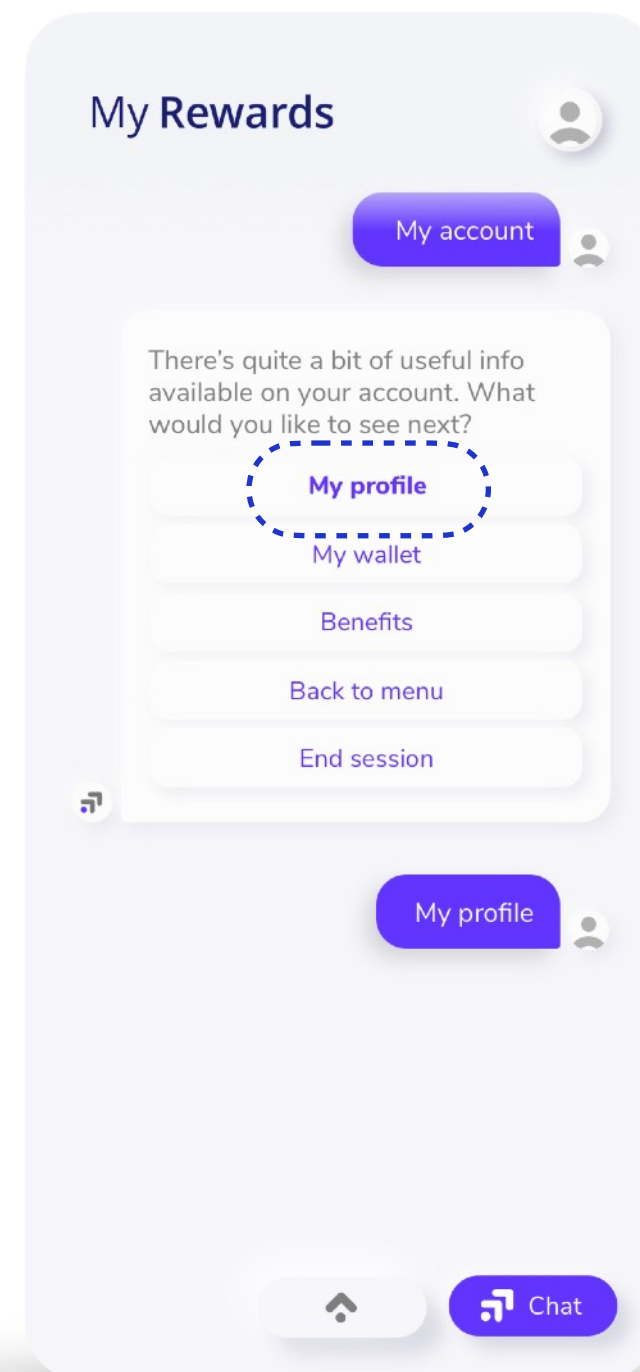 My Rewards
My account
There's quite a bit of useful info
available on your account. What
would you like to see next?
My profile
My wallet
Benefits
Back to menu
End session
My profile
Chat